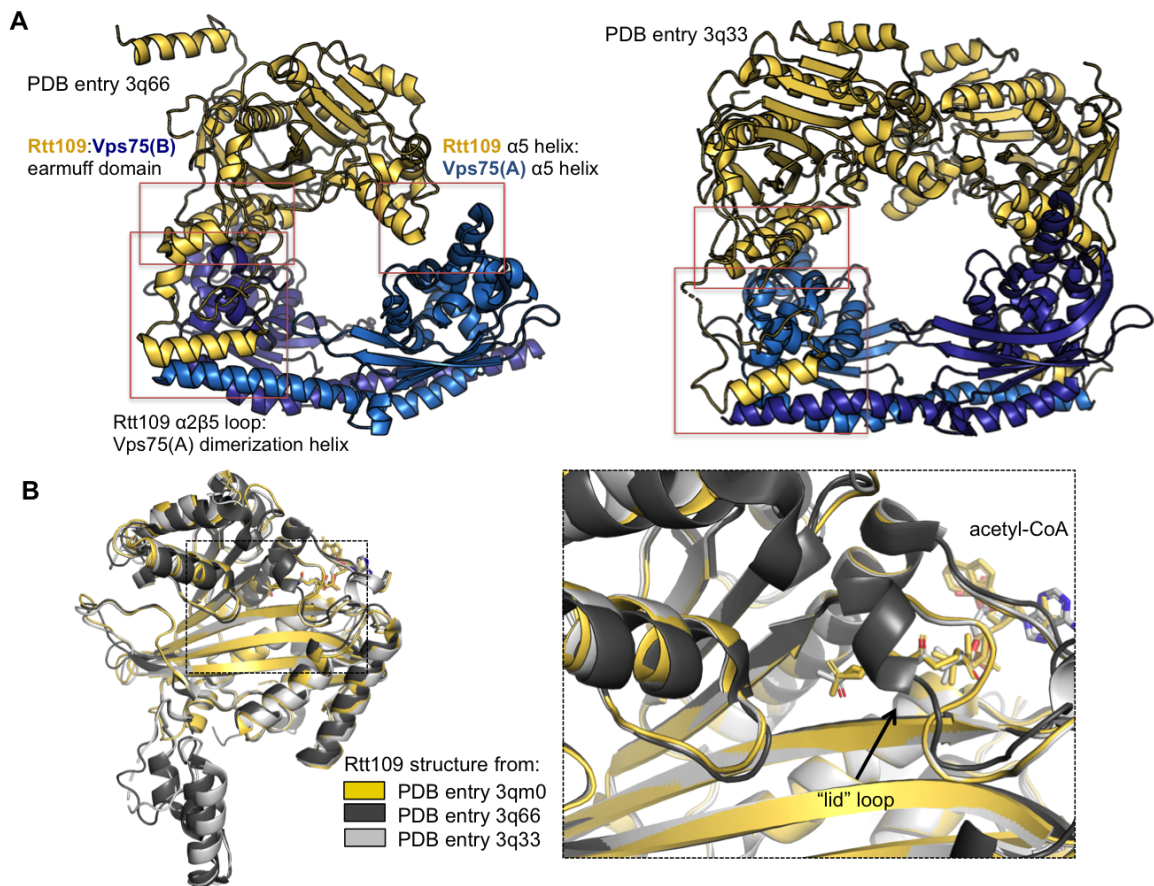 A
PDB entry 3q66
PDB entry 3q33
Rtt109:Vps75(B)
earmuff domain
Rtt109 α5 helix:
Vps75(A) α5 helix
Rtt109 α2β5 loop:
Vps75(A) dimerization helix
B
acetyl-CoA
"lid" loop
Rtt109 structure from:
PDB entry 3qm0
PDB entry 3q66
PDB entry 3q33